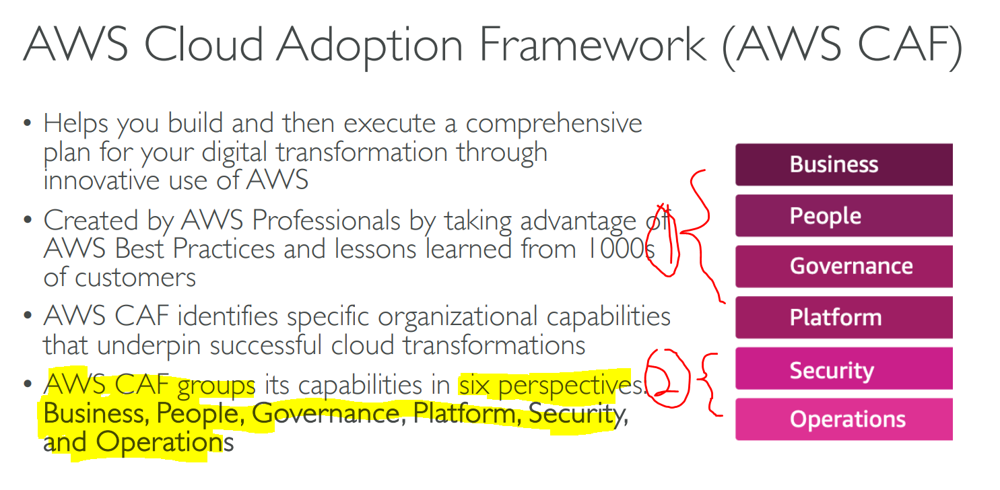 AWS Cloud Adoption Framework (AWS CAF)
• Helps you build and then execute a comprehensive
plan for your digital transformation through
innovative use of AWS
• Created by AWS Professionals by taking advantage of
AWS Best Practices and lessons learned from 1000s
of customers
• AWS CAF identifies specific organizational capabilities
that underpin successful cloud transformations
• AWS CAF groups its capabilities in six perspectives:
Business, People, Governance, Platform, Security,
and Operations
1
2
Business
People
Governance
Platform
Security
Operations